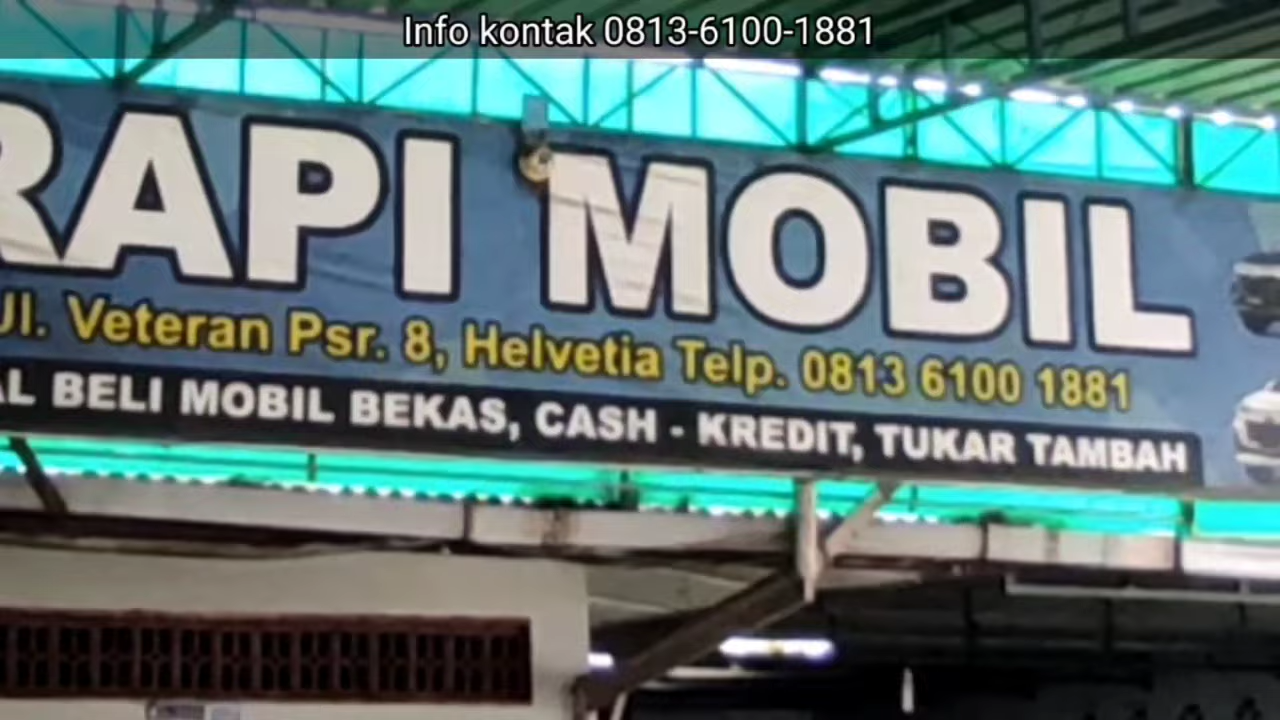 Info kontak 0813-6100-1881
RAPI MOBIL
Jl. Veteran Psr. 8, Helvetia Telp. 0813 6100 1881
AL BELI MOBIL BEKAS, CASH - KREDIT, TUKAR TAMBAH